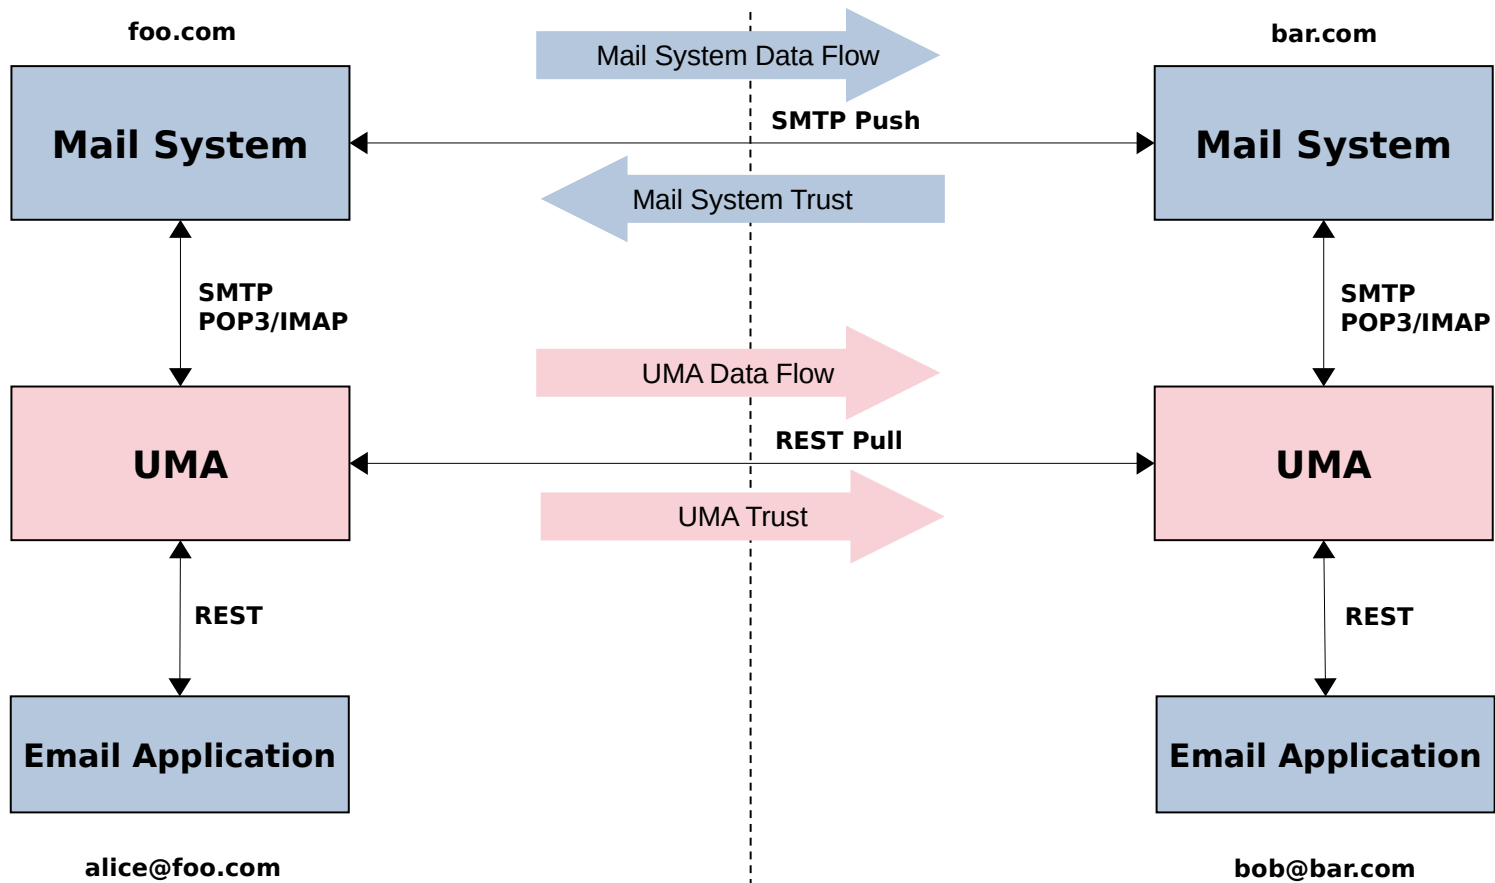 foo.com
bar.com
Mail System Data Flow
SMTP Push
Mail System
Mail System
Mail System Trust
SMTP
POP3/IMAP
SMTP
POP3/IMAP
UMA Data Flow
REST Pull
UMA
UMA
UMA Trust
REST
REST
Email Application
Email Application
alice@foo.com
bob@bar.com